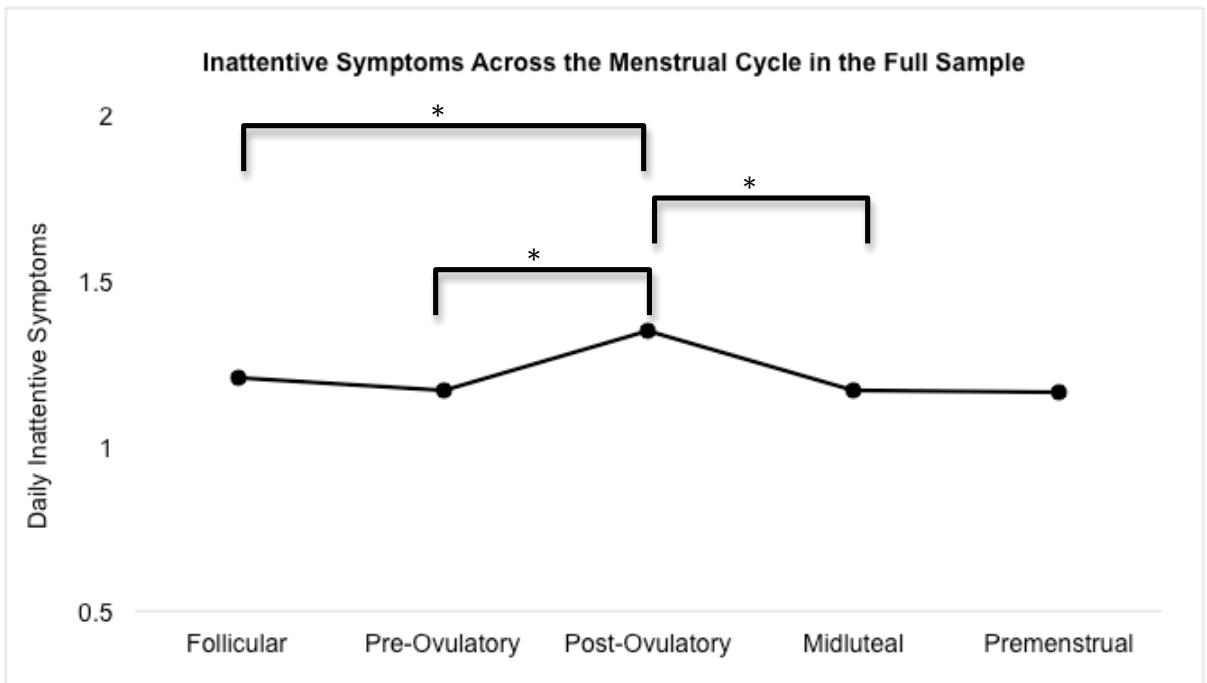 Inattentive Symptoms Across the Menstrual Cycle in the Full Sample
2
*
*
*
1.5
1
0.5
Daily Inattentive Symptoms
Follicular Pre-Ovulatory Post-Ovulatory Midluteal Premenstrual